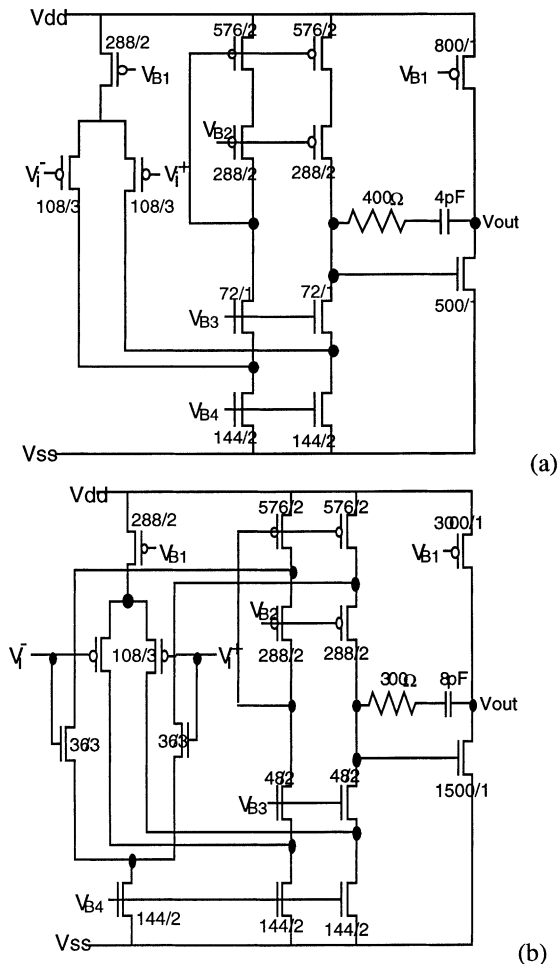 Vdd
288/2
576/2
576/2
800/1
VB1
VB1
VB2
Vi-
Vi+
108/3
108/3
288/2
288/2
400Ω
4pF
Vout
72/1
72/1
500/1
VB3
VB4
144/2
144/2
Vss
(a)
Vdd
288/2
576/2
576/2
3000/1
VB1
VB1
VB2
Vi-
108/3
Vi+
288/2
288/2
300Ω
8pF
Vout
36/3
36/3
48/2
48/2
1500/1
VB3
VB4
144/2
144/2
144/2
Vss
(b)